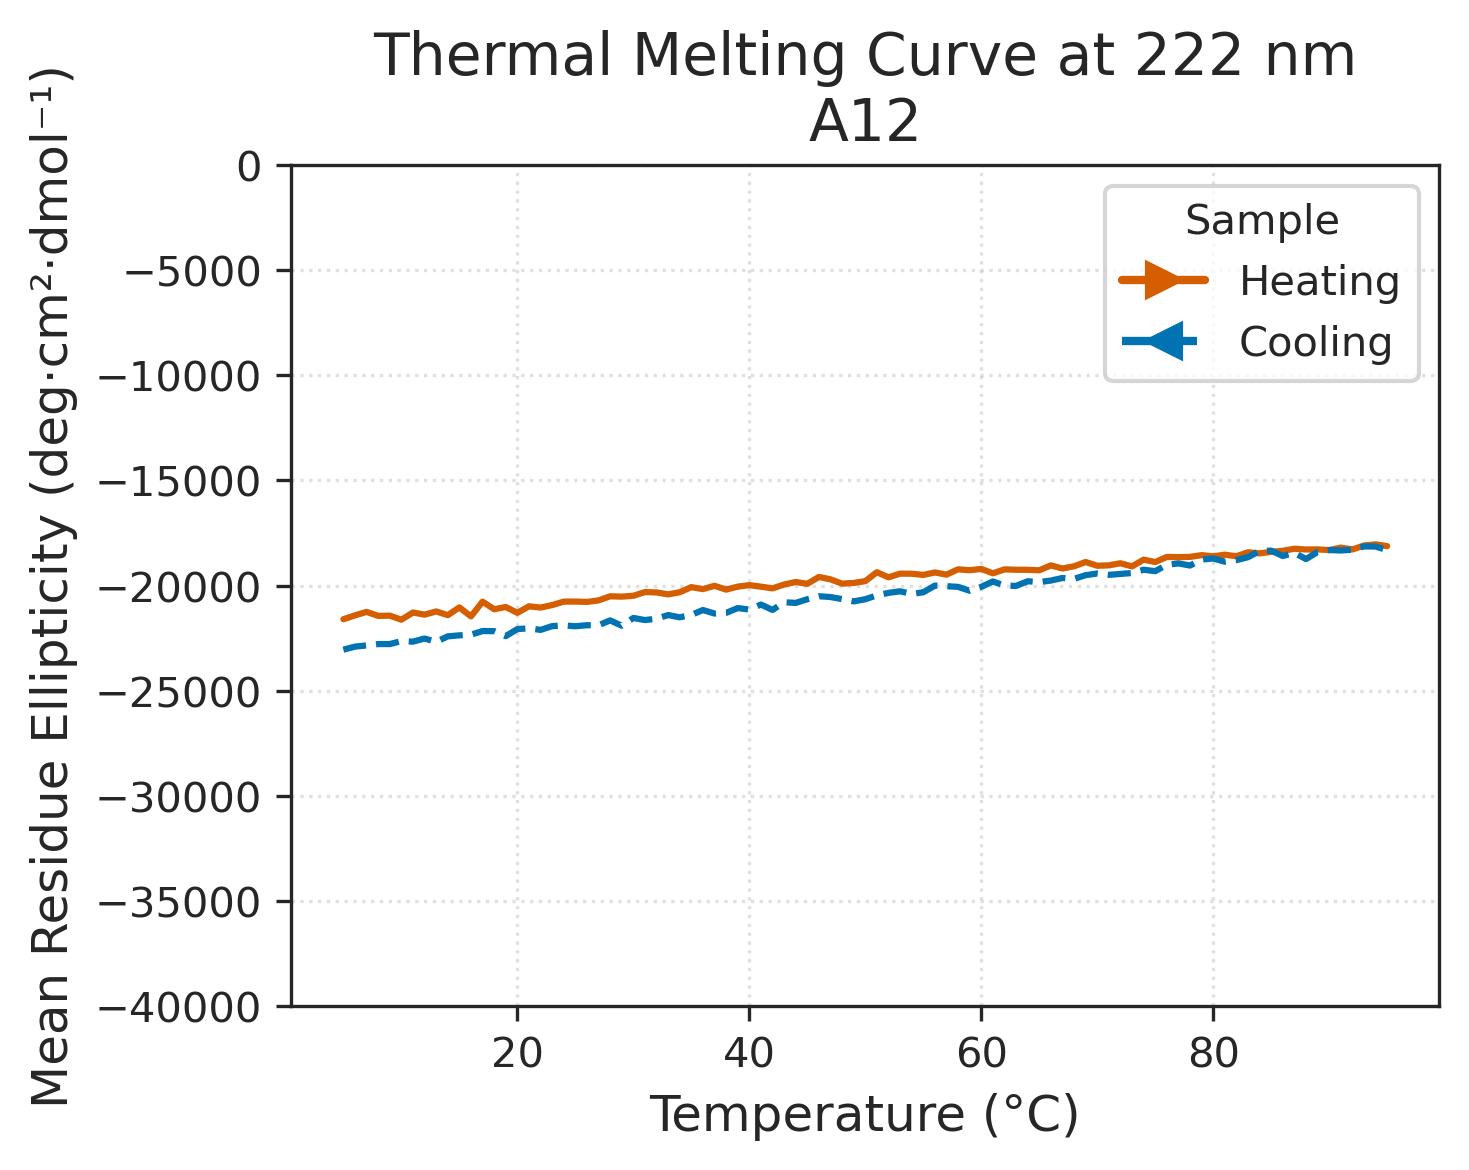 Thermal Melting Curve at 222 nm
A12
Mean Residue Ellipticity (deg·cm²·dmol⁻¹)
0
−5000
−10000
−15000
−20000
−25000
−30000
−35000
−40000
Sample
Heating
Cooling
20
40
60
80
Temperature (°C)